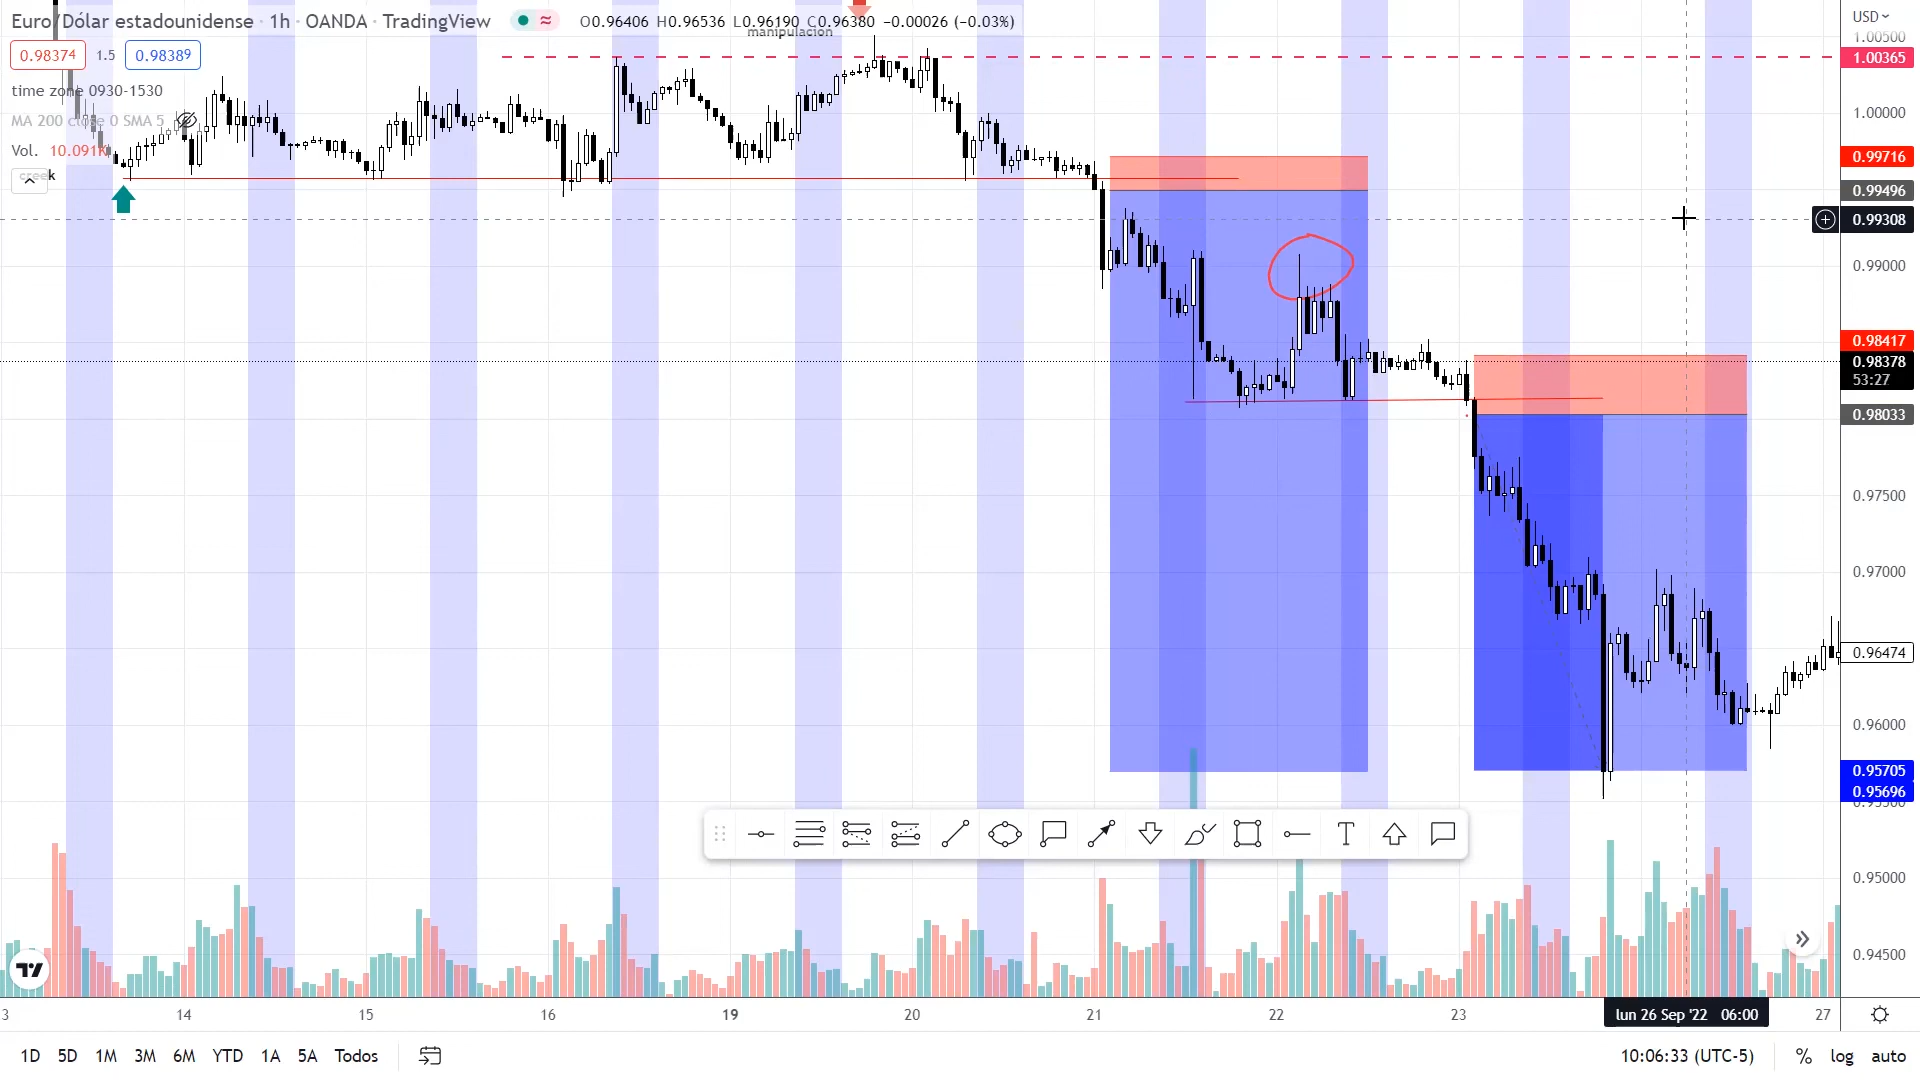 Euro/Dólar estadounidense · 1h · OANDA · TradingView
O0.96406 H0.96536 L0.96190 C0.96380 −0.00026 (−0.03%)
USD
1.00500
manipulación
0.98374 1.5 0.98389
1.00365
time zone 0930-1530
MA 200 close 0 SMA 5
1.00000
Vol. 10.091K
0.99716
creek
0.99496
0.99308
0.99000
0.98417
0.98378
53:27
0.98033
0.97500
0.97000
0.96474
0.96000
0.95705
0.95696
0.95500
T
0.95000
0.94500
3 14 15 16 19 20 21 22 23 lun 26 Sep '22 06:00 27
1D 5D 1M 3M 6M YTD 1A 5A Todos
10:06:33 (UTC-5) % log auto